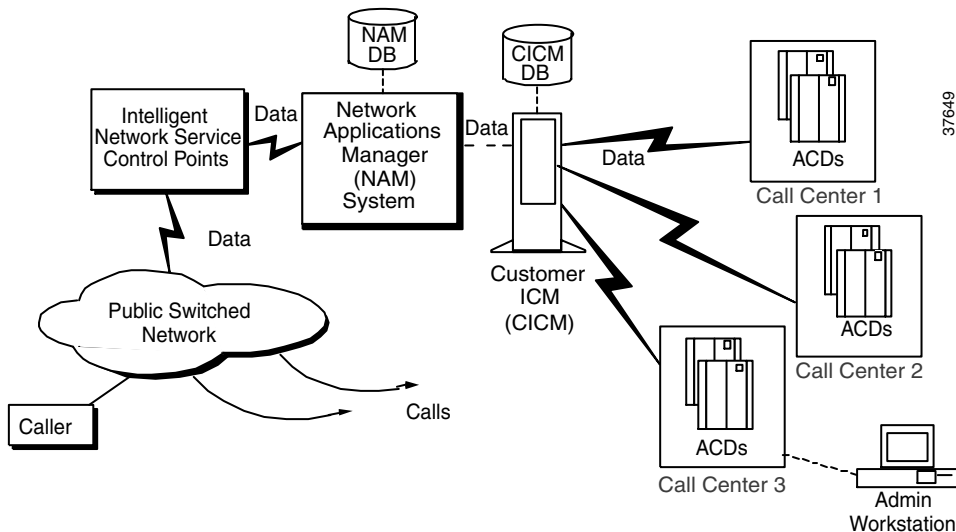 NAM
DB
CICM
DB
Intelligent
Network Service
Control Points
Data
Network
Applications
Manager
(NAM)
System
Data
Data
ACDs
Call Center 1
37649
Data
Customer
ICM
(CICM)
ACDs
Call Center 2
Public Switched
Network
Caller
Calls
ACDs
Call Center 3
Admin
Workstation